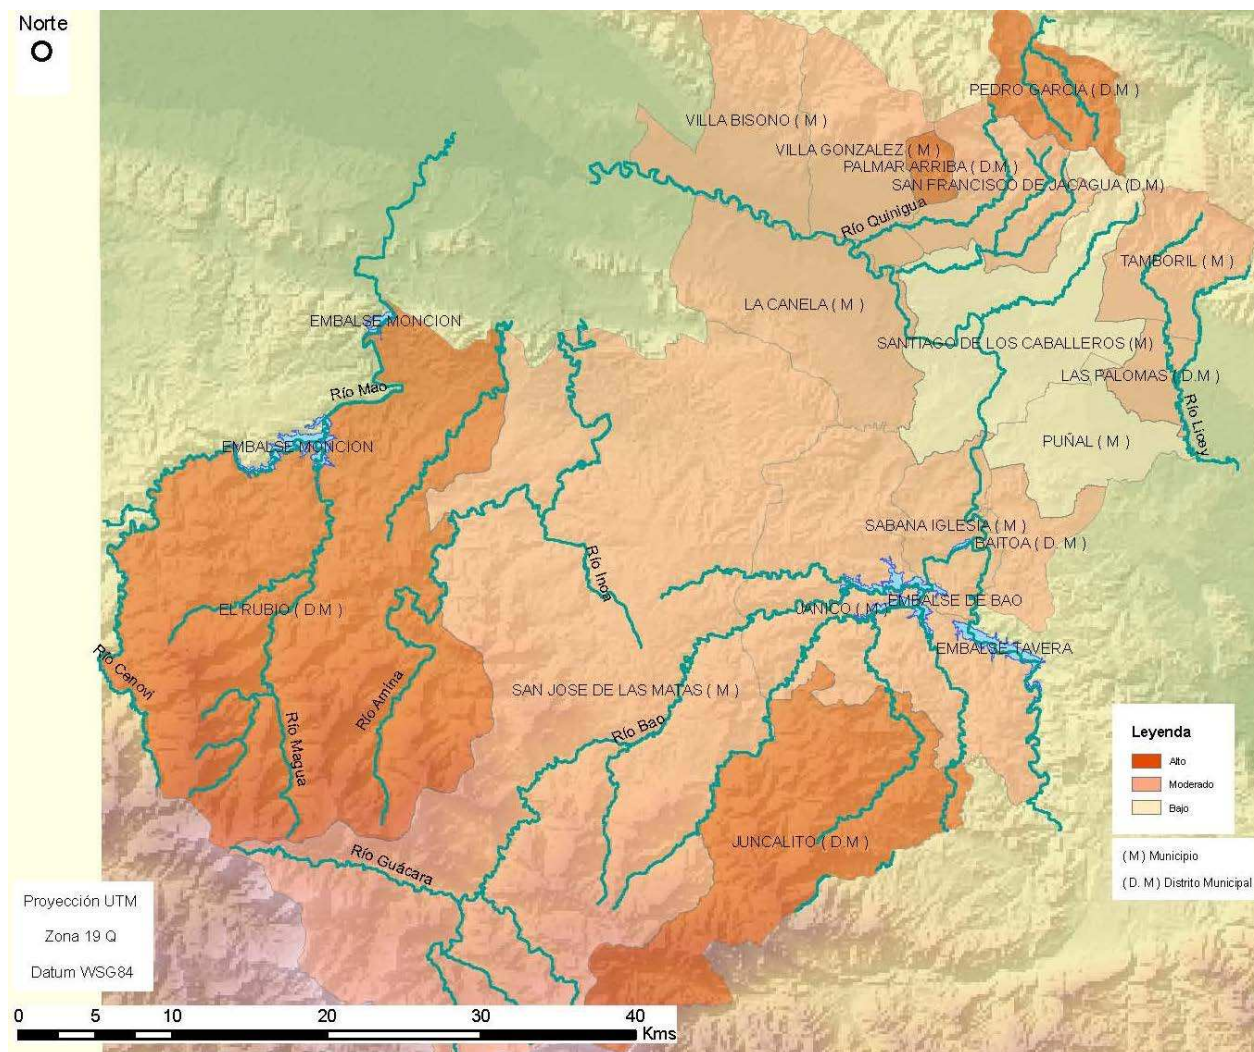 Norte
PEDRO GARCIA ( D.M )
VILLA BISONO ( M )
VILLA GONZALEZ ( M )
PALMAR ARRIBA ( D.M )
SAN FRANCISCO DE JACAGUA (D.M)
Río Quinigua
TAMBORIL ( M )
LA CANELA ( M )
EMBALSE MONCION
SANTIAGO DE LOS CABALLEROS (M)
LAS PALOMAS ( D.M )
Río Mao
Río Licey
EMBALSE MONCION
PUÑAL ( M )
SABANA IGLESIA ( M )
BAITOA ( D. M )
Río Inoa
EL RUBIO ( D.M )
JANICO ( M
EMBALSE DE BAO
EMBALSE TAVERA
Río Cenovi
SAN JOSE DE LAS MATAS ( M )
Río Amina
Río Magua
Río Bao
Leyenda
Alto
Moderado
Bajo
JUNCALITO ( D.M )
Río Guácara
( M ) Municipio
( D. M ) Distrito Municipal
Proyección UTM
Zona 19 Q
Datum WSG84
0 5 10 20 30 40
Kms